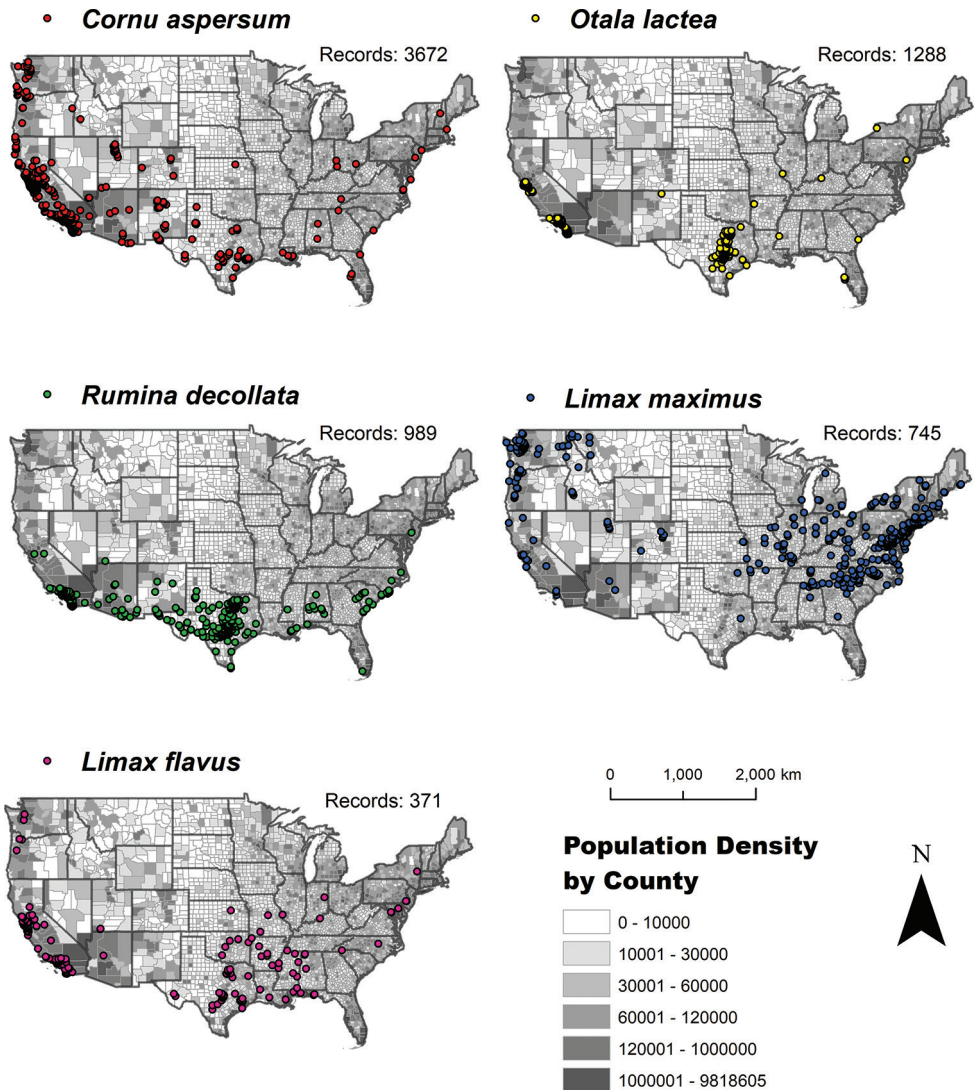 Cornu aspersum
Records: 3672
Otala lactea
Records: 1288
Rumina decollata
Records: 989
Limax maximus
Records: 745
Limax flavus
Records: 371
0 1,000 2,000 km
Population Density
by County
0 - 10000
10001 - 30000
30001 - 60000
60001 - 120000
120001 - 1000000
1000001 - 9818605
N